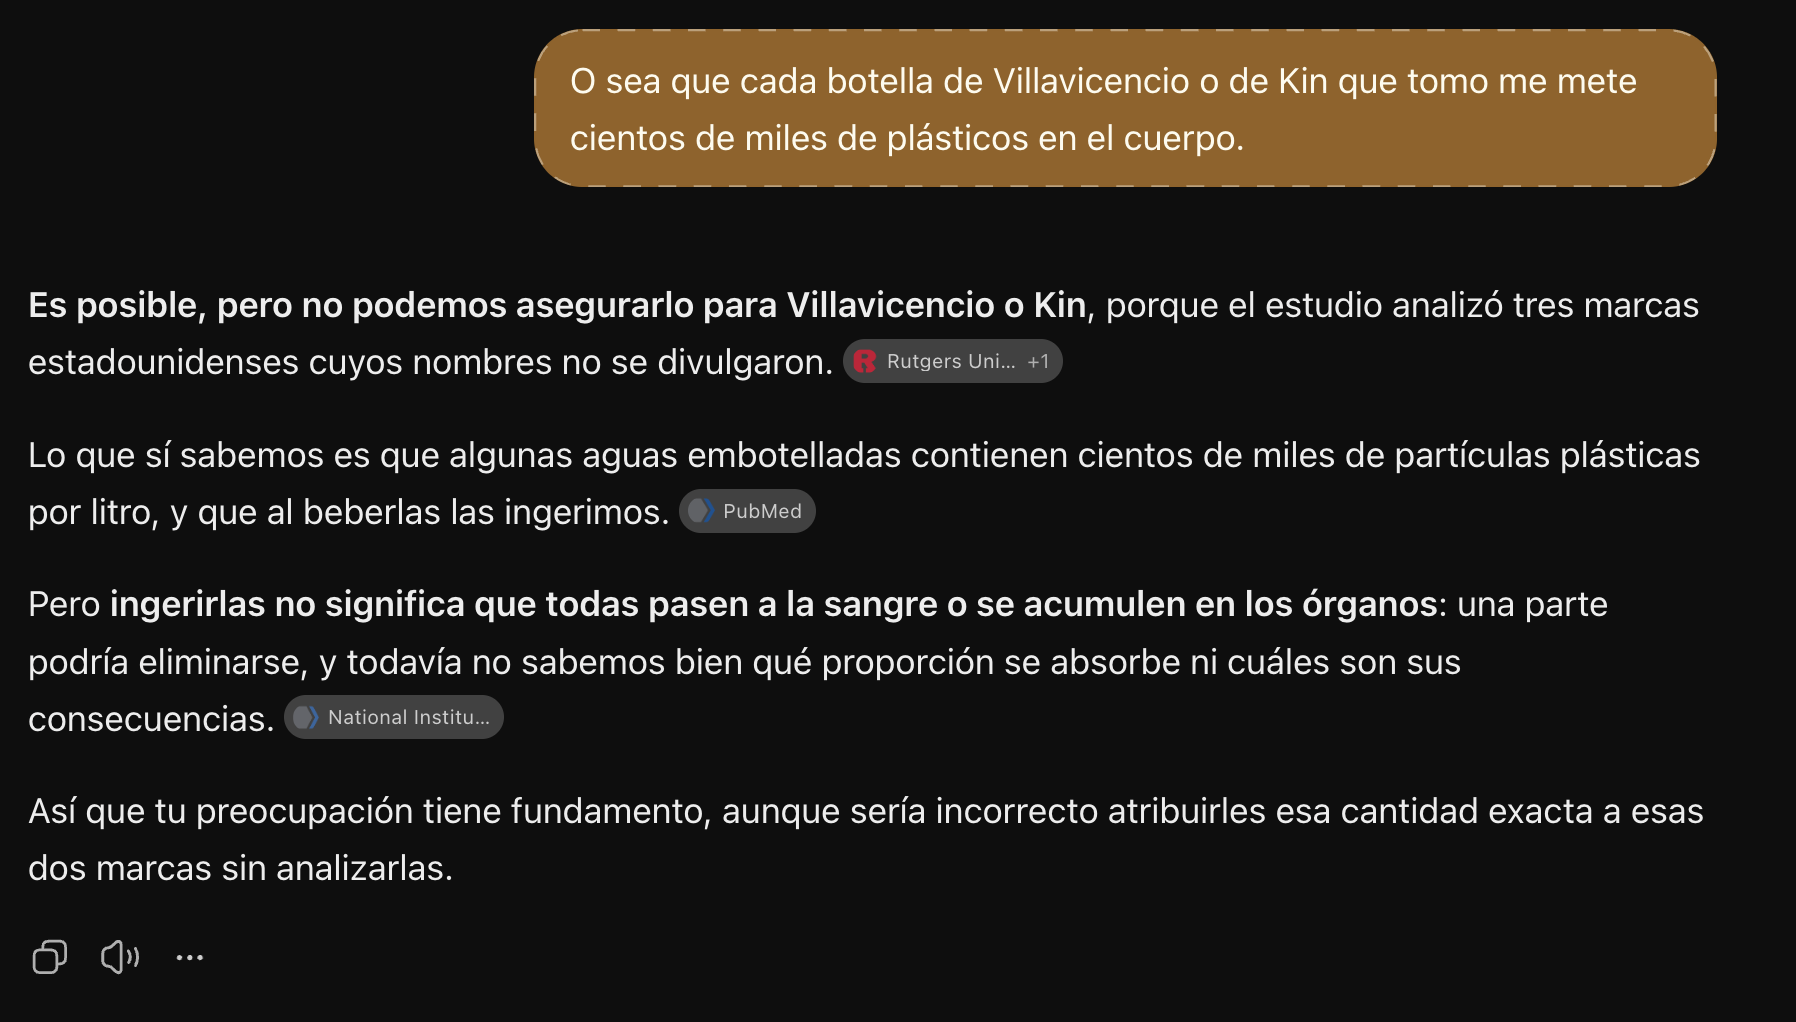 O sea que cada botella de Villavicencio o de Kin que tomo me mete
cientos de miles de plásticos en el cuerpo.
Es posible, pero no podemos asegurarlo para Villavicencio o Kin, porque el estudio analizó tres marcas
estadounidenses cuyos nombres no se divulgaron. Rutgers Uni... +1
Lo que sí sabemos es que algunas aguas embotelladas contienen cientos de miles de partículas plásticas
por litro, y que al beberlas las ingerimos. PubMed
Pero ingerirlas no significa que todas pasen a la sangre o se acumulen en los órganos: una parte
podría eliminarse, y todavía no sabemos bien qué proporción se absorbe ni cuáles son sus
consecuencias. National Institu...
Así que tu preocupación tiene fundamento, aunque sería incorrecto atribuirles esa cantidad exacta a esas
dos marcas sin analizarlas.